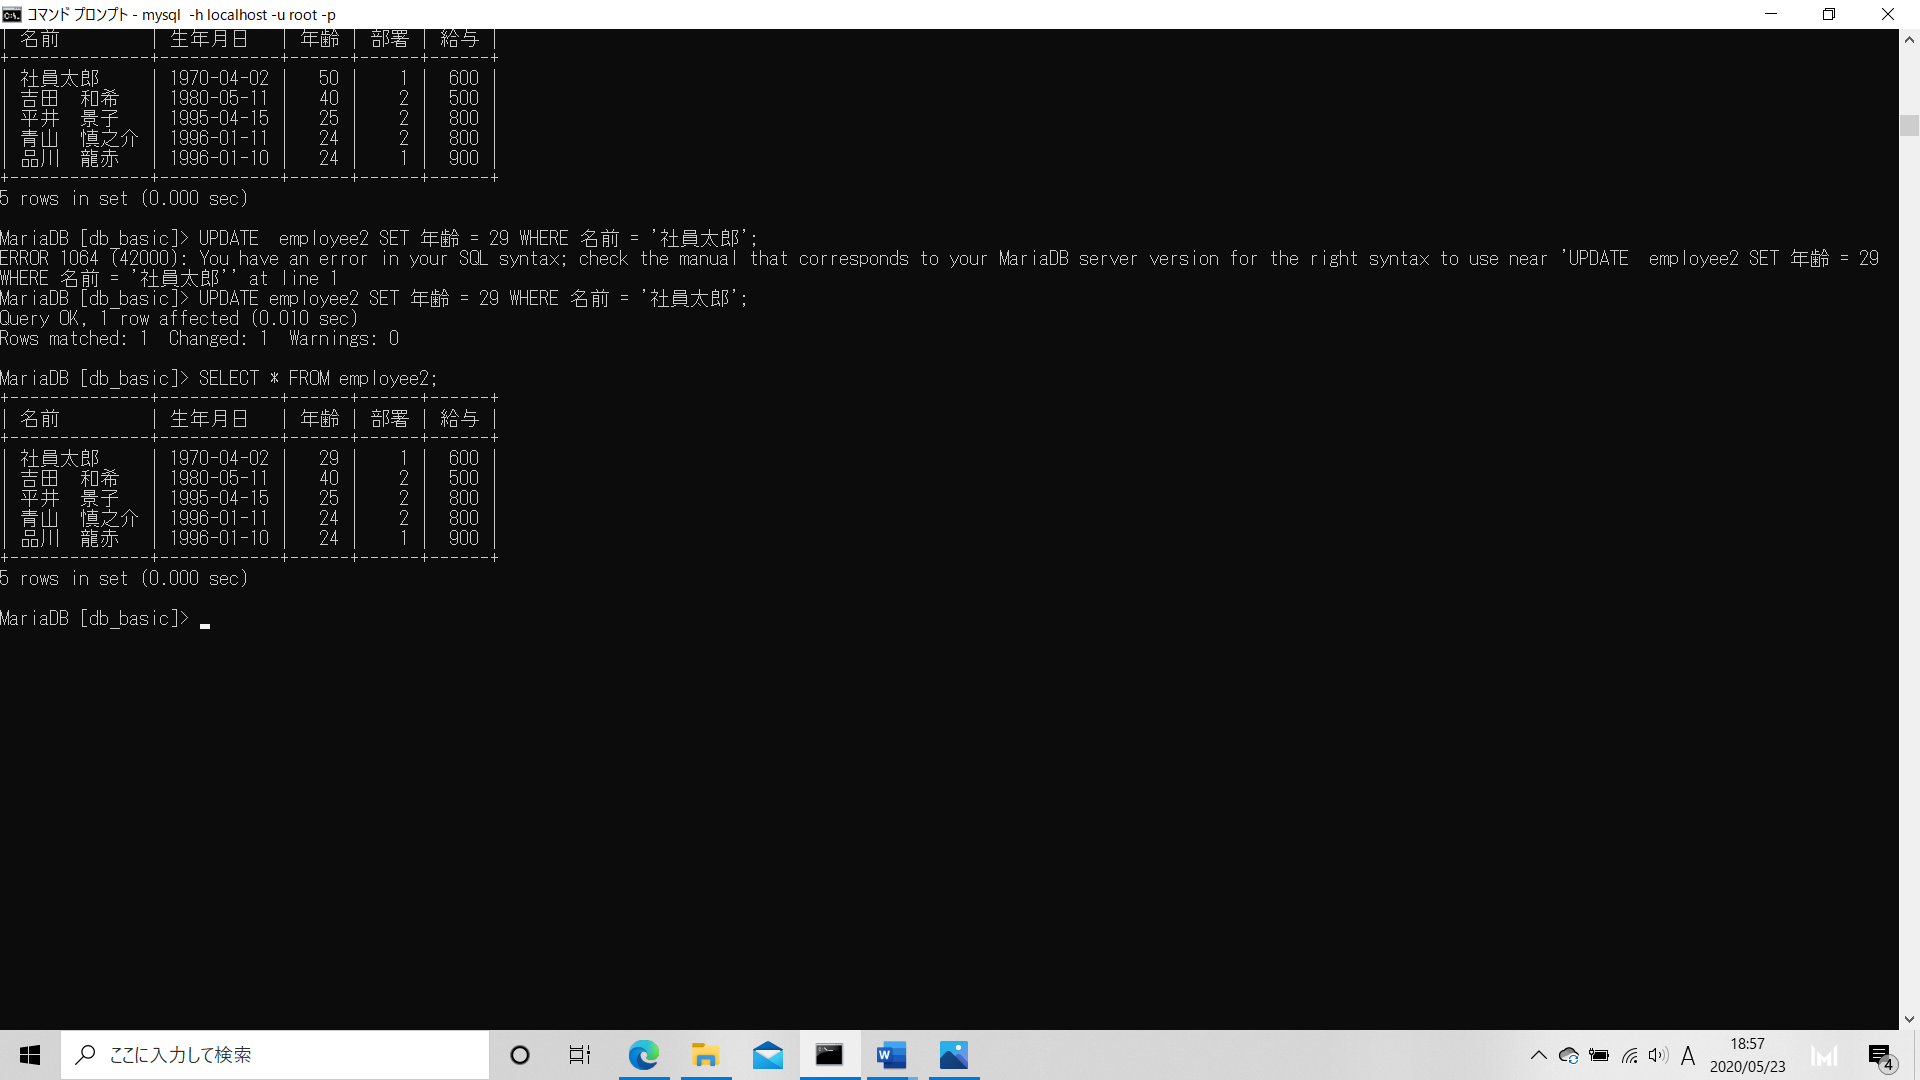 コマンド プロンプト - mysql  -h localhost -u root -p
| 名前         | 生年月日   | 年齢 | 部署 | 給与 |
+--------------+------------+------+------+------+
| 社員太郎     | 1970-04-02 |   50 |    1 |  600 |
| 吉田　和希   | 1980-05-11 |   40 |    2 |  500 |
| 平井　景子   | 1995-04-15 |   25 |    2 |  800 |
| 青山　慎之介 | 1996-01-11 |   24 |    2 |  800 |
| 品川　龍赤   | 1996-01-10 |   24 |    1 |  900 |
+--------------+------------+------+------+------+
5 rows in set (0.000 sec)
MariaDB [db_basic]> UPDATE　employee2 SET 年齢 = 29 WHERE 名前 = '社員太郎';
ERROR 1064 (42000): You have an error in your SQL syntax; check the manual that corresponds to your MariaDB server version for the right syntax to use near 'UPDATE　employee2 SET 年齢 = 29
WHERE 名前 = '社員太郎'' at line 1
MariaDB [db_basic]> UPDATE employee2 SET 年齢 = 29 WHERE 名前 = '社員太郎';
Query OK, 1 row affected (0.010 sec)
Rows matched: 1  Changed: 1  Warnings: 0
MariaDB [db_basic]> SELECT * FROM employee2;
+--------------+------------+------+------+------+
| 名前         | 生年月日   | 年齢 | 部署 | 給与 |
+--------------+------------+------+------+------+
| 社員太郎     | 1970-04-02 |   29 |    1 |  600 |
| 吉田　和希   | 1980-05-11 |   40 |    2 |  500 |
| 平井　景子   | 1995-04-15 |   25 |    2 |  800 |
| 青山　慎之介 | 1996-01-11 |   24 |    2 |  800 |
| 品川　龍赤   | 1996-01-10 |   24 |    1 |  900 |
+--------------+------------+------+------+------+
5 rows in set (0.000 sec)
MariaDB [db_basic]> _
ここに入力して検索
A
18:57
2020/05/23
4